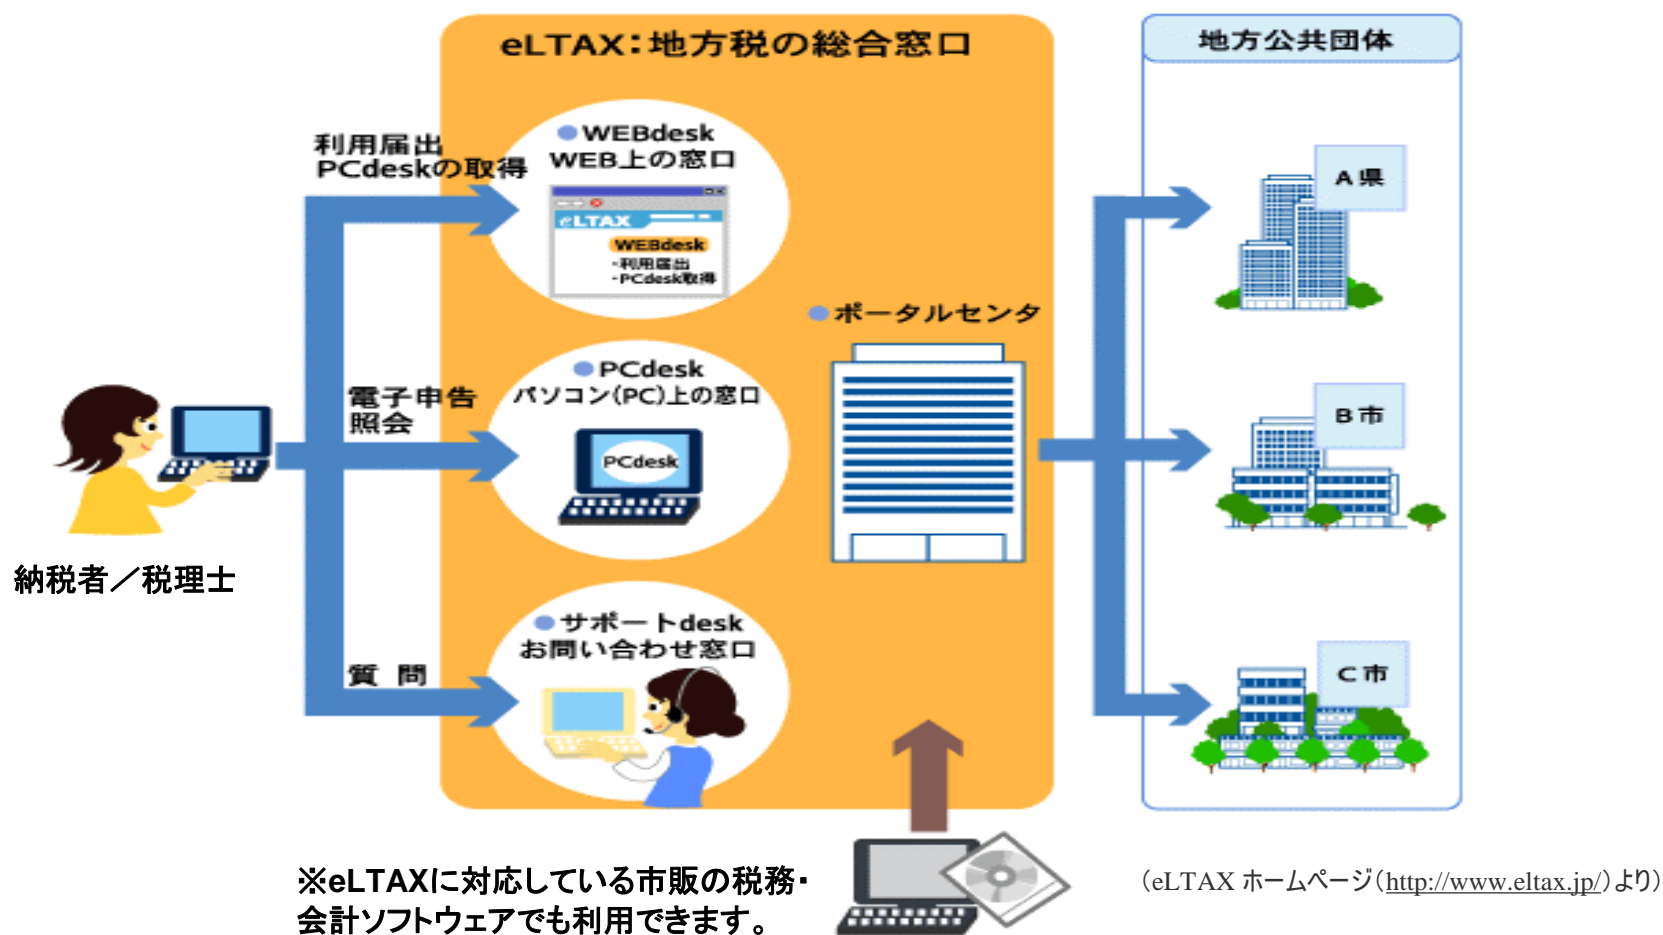 eLTAX：地方税の総合窓口
地方公共団体
利用届出
PCdeskの取得
●WEBdesk
WEB上の窓口
eLTAX
WEBdesk
・利用届出
・PCdesk取得
A県
●ポータルセンタ
電子申告
照会
●PCdesk
パソコン(PC)上の窓口
PCdesk
B市
納税者／税理士
質 問
●サポートdesk
お問い合わせ窓口
C市
※eLTAXに対応している市販の税務・
会計ソフトウェアでも利用できます。
（eLTAX ホームページ（http://www.eltax.jp/）より）